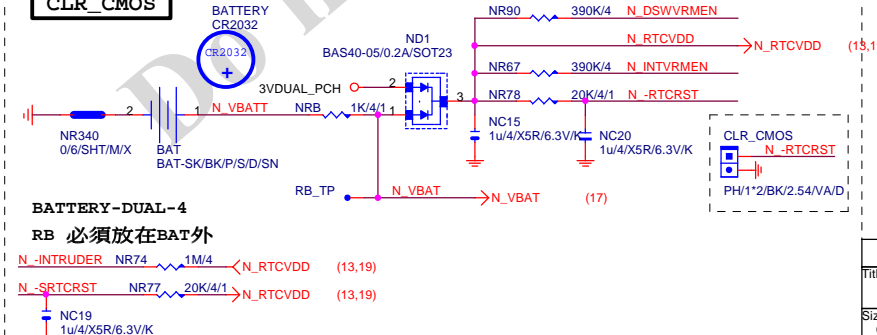 CLR_CMOS
BATTERY
CR2032
CR2032
+
Do n
NR90 390K/4 N_DSWVRMEN
ND1
BAS40-05/0.2A/SOT23
N_RTCVDD N_RTCVDD (13,1
3VDUAL_PCH 2
NR67 390K/4 N_INTVRMEN
3
NR78 20K/4/1 N_-RTCRST
2 1 N_VBATT NRB 1K/4/1 1
NR340
0/6/SHT/M/X
BAT
BAT-SK/BK/P/S/D/SN
NC15
1u/4/X5R/6.3V/K
NC20
1u/4/X5R/6.3V/K
CLR_CMOS
N_-RTCRST
PH/1*2/BK/2.54/VA/D
RB_TP N_VBAT N_VBAT (17)
BATTERY-DUAL-4
RB 必須放在BAT外
N_-INTRUDER NR74 1M/4 N_RTCVDD (13,19)
N_-SRTCRST NR77 20K/4/1 N_RTCVDD (13,19)
NC19
1u/4/X5R/6.3V/K
Titl
Siz